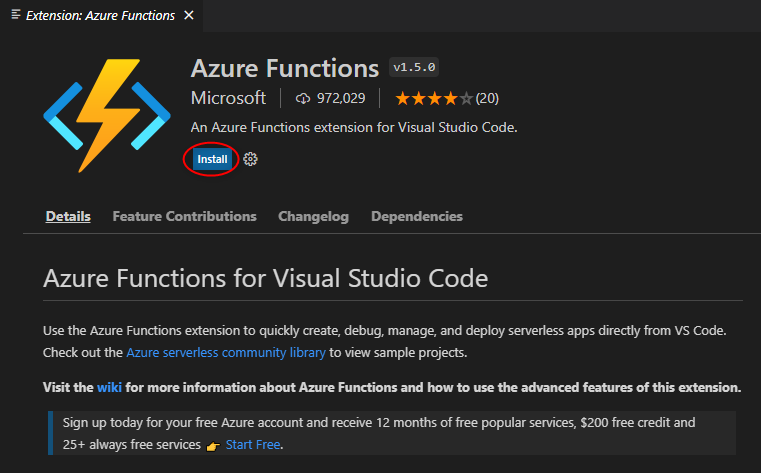 Extension: Azure Functions
Azure Functions v1.5.0
Microsoft 972,029 (20)
An Azure Functions extension for Visual Studio Code.
Install
Details Feature Contributions Changelog Dependencies
Azure Functions for Visual Studio Code
Use the Azure Functions extension to quickly create, debug, manage, and deploy serverless apps directly from VS Code.
Check out the Azure serverless community library to view sample projects.
Visit the wiki for more information about Azure Functions and how to use the advanced features of this extension.
Sign up today for your free Azure account and receive 12 months of free popular services, $200 free credit and
25+ always free services 👉 Start Free.